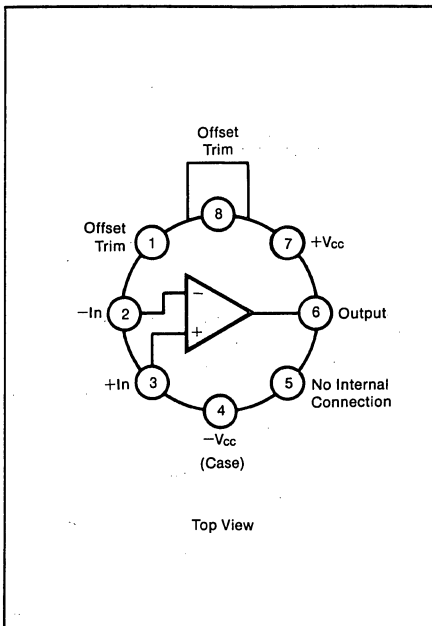 Offset
Trim
8
Offset
Trim
1
7
+Vcc
−In
2
−
6
Output
+
+In
3
5
No Internal
Connection
4
−Vcc
(Case)
Top View